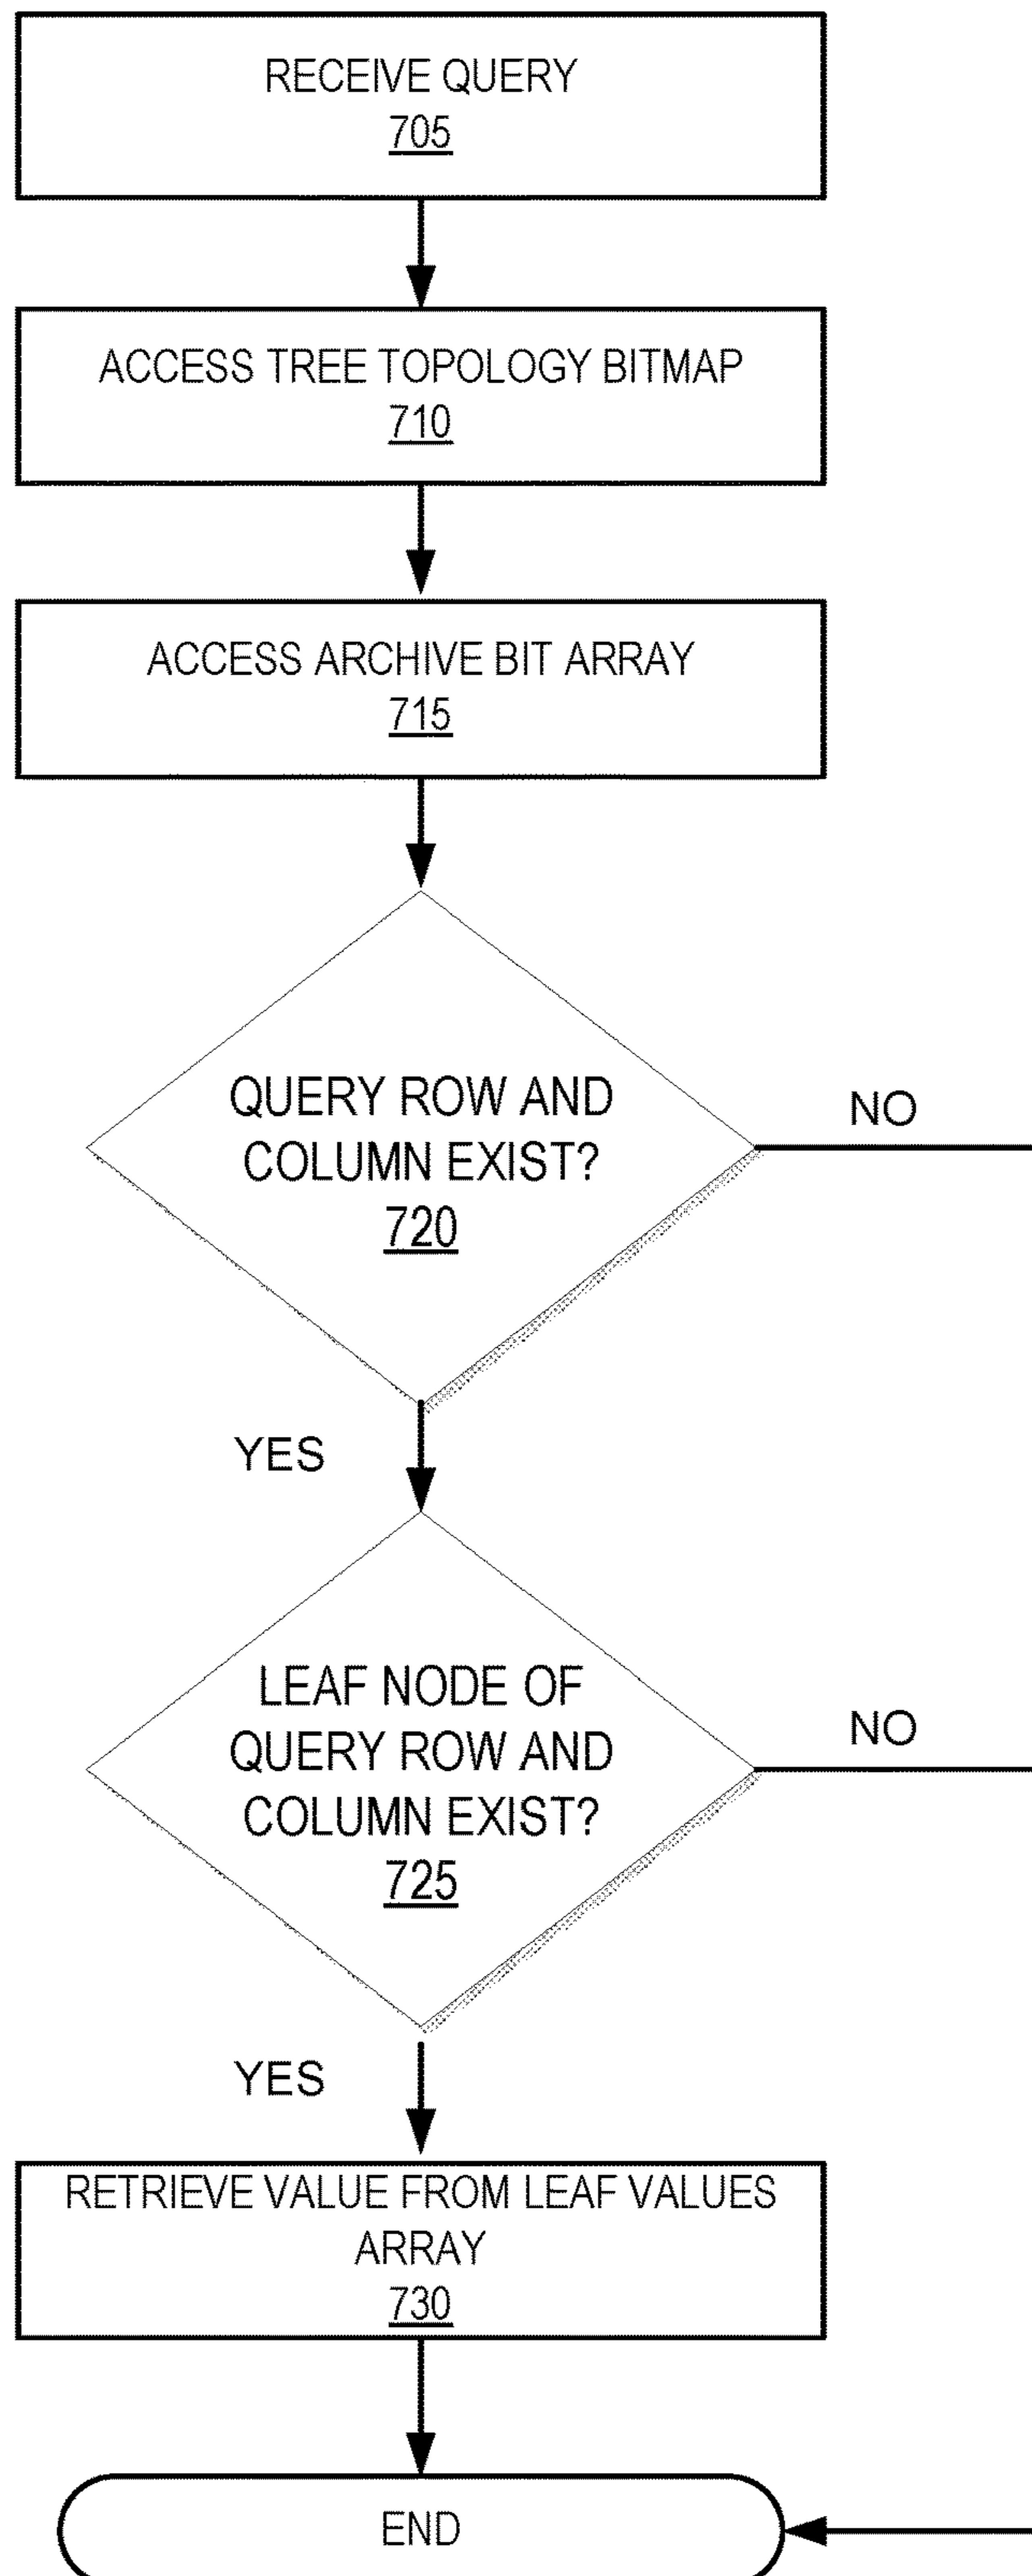 RECEIVE QUERY
705
ACCESS TREE TOPOLOGY BITMAP
710
ACCESS ARCHIVE BIT ARRAY
715
QUERY ROW AND
COLUMN EXIST?
720
NO
YES
LEAF NODE OF
QUERY ROW AND
COLUMN EXIST?
725
NO
YES
RETRIEVE VALUE FROM LEAF VALUES
ARRAY
730
END